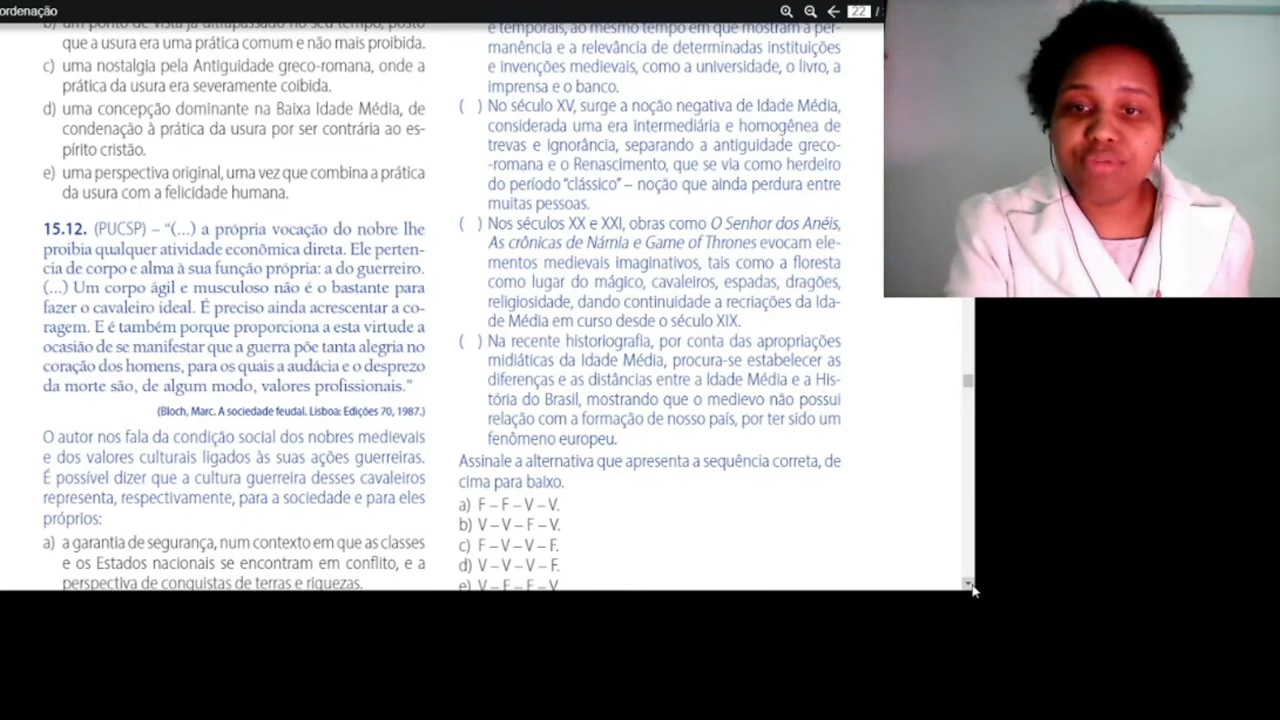 ordenação
22 /
b) um ponto de vista já ultrapassado no seu tempo, posto
que a usura era uma prática comum e não mais proibida.
c) uma nostalgia pela Antiguidade greco-romana, onde a
prática da usura era severamente coibida.
d) uma concepção dominante na Baixa Idade Média, de
condenação à prática da usura por ser contrária ao es-
pírito cristão.
e) uma perspectiva original, uma vez que combina a prática
da usura com a felicidade humana.
15.12. (PUCSP) – “(...) a própria vocação do nobre lhe
proibia qualquer atividade econômica direta. Ele perten-
cia de corpo e alma à sua função própria: a do guerreiro.
(...) Um corpo ágil e musculoso não é o bastante para
fazer o cavaleiro ideal. É preciso ainda acrescentar a co-
ragem. E é também porque proporciona a esta virtude a
ocasião de se manifestar que a guerra põe tanta alegria no
coração dos homens, para os quais a audácia e o desprezo
da morte são, de algum modo, valores profissionais.”
(Bloch, Marc. A sociedade feudal. Lisboa: Edições 70, 1987.)
O autor nos fala da condição social dos nobres medievais
e dos valores culturais ligados às suas ações guerreiras.
É possível dizer que a cultura guerreira desses cavaleiros
representa, respectivamente, para a sociedade e para eles
próprios:
a) a garantia de segurança, num contexto em que as classes
e os Estados nacionais se encontram em conflito, e a
perspectiva de conquistas de terras e riquezas.
e temporais, ao mesmo tempo em que mostram a per-
manência e a relevância de determinadas instituições
e invenções medievais, como a universidade, o livro, a
imprensa e o banco.
( ) No século XV, surge a noção negativa de Idade Média,
considerada uma era intermediária e homogênea de
trevas e ignorância, separando a antiguidade greco-
-romana e o Renascimento, que se via como herdeiro
do período “clássico” – noção que ainda perdura entre
muitas pessoas.
( ) Nos séculos XX e XXI, obras como O Senhor dos Anéis,
As crônicas de Nárnia e Game of Thrones evocam ele-
mentos medievais imaginativos, tais como a floresta
como lugar do mágico, cavaleiros, espadas, dragões,
religiosidade, dando continuidade a recriações da Ida-
de Média em curso desde o século XIX.
( ) Na recente historiografia, por conta das apropriações
midiáticas da Idade Média, procura-se estabelecer as
diferenças e as distâncias entre a Idade Média e a His-
tória do Brasil, mostrando que o medievo não possui
relação com a formação de nosso país, por ter sido um
fenômeno europeu.
Assinale a alternativa que apresenta a sequência correta, de
cima para baixo.
a) F – F – V – V.
b) V – V – F – V.
c) F – V – V – F.
d) V – V – V – F.
e) V – F – F – V